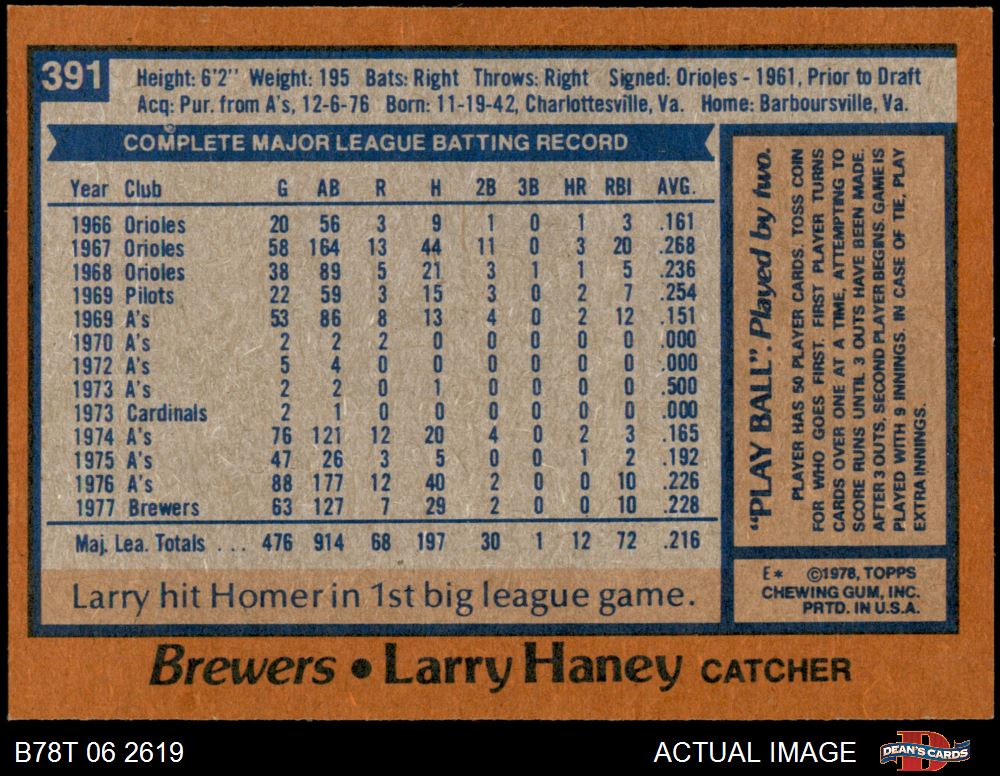 391
Height: 6'2" Weight: 195 Bats: Right Throws: Right Signed: Orioles - 1961, Prior to Draft
Acq: Pur. from A's, 12-6-76 Born: 11-19-42, Charlottesville, Va. Home: Barboursville, Va.
COMPLETE MAJOR LEAGUE BATTING RECORD
Year Club G AB R H 2B 3B HR RBI AVG.
1966 Orioles 20 56 3 9 1 0 1 3 .161
1967 Orioles 58 164 13 44 11 0 3 20 .268
1968 Orioles 38 89 5 21 3 1 1 5 .236
1969 Pilots 22 59 3 15 3 0 2 7 .254
1969 A's 53 86 8 13 4 0 2 12 .151
1970 A's 2 2 2 0 0 0 0 0 .000
1972 A's 5 4 0 0 0 0 0 0 .000
1973 A's 2 2 0 1 0 0 0 0 .500
1973 Cardinals 2 1 0 0 0 0 0 0 .000
1974 A's 76 121 12 20 4 0 2 3 .165
1975 A's 47 26 3 5 0 0 1 2 .192
1976 A's 88 177 12 40 2 0 0 10 .226
1977 Brewers 63 127 7 29 2 0 0 10 .228
Maj. Lea. Totals ... 476 914 68 197 30 1 12 72 .216
Larry hit Homer in 1st big league game.
"PLAY BALL". Played by two.
PLAYER HAS 50 PLAYER CARDS. TOSS COIN
FOR WHO GOES FIRST. FIRST PLAYER TURNS
CARDS OVER ONE AT A TIME, ATTEMPTING TO
SCORE RUNS UNTIL 3 OUTS HAVE BEEN MADE.
AFTER 3 OUTS, SECOND PLAYER BEGINS. GAME IS
PLAYED WITH 9 INNINGS. IN CASE OF TIE, PLAY
EXTRA INNINGS.
E* ©1978, TOPPS
CHEWING GUM, INC.
PRTD. IN U.S.A.
Brewers • Larry Haney CATCHER
B78T 06 2619
ACTUAL IMAGE
D
DEAN'S CARDS